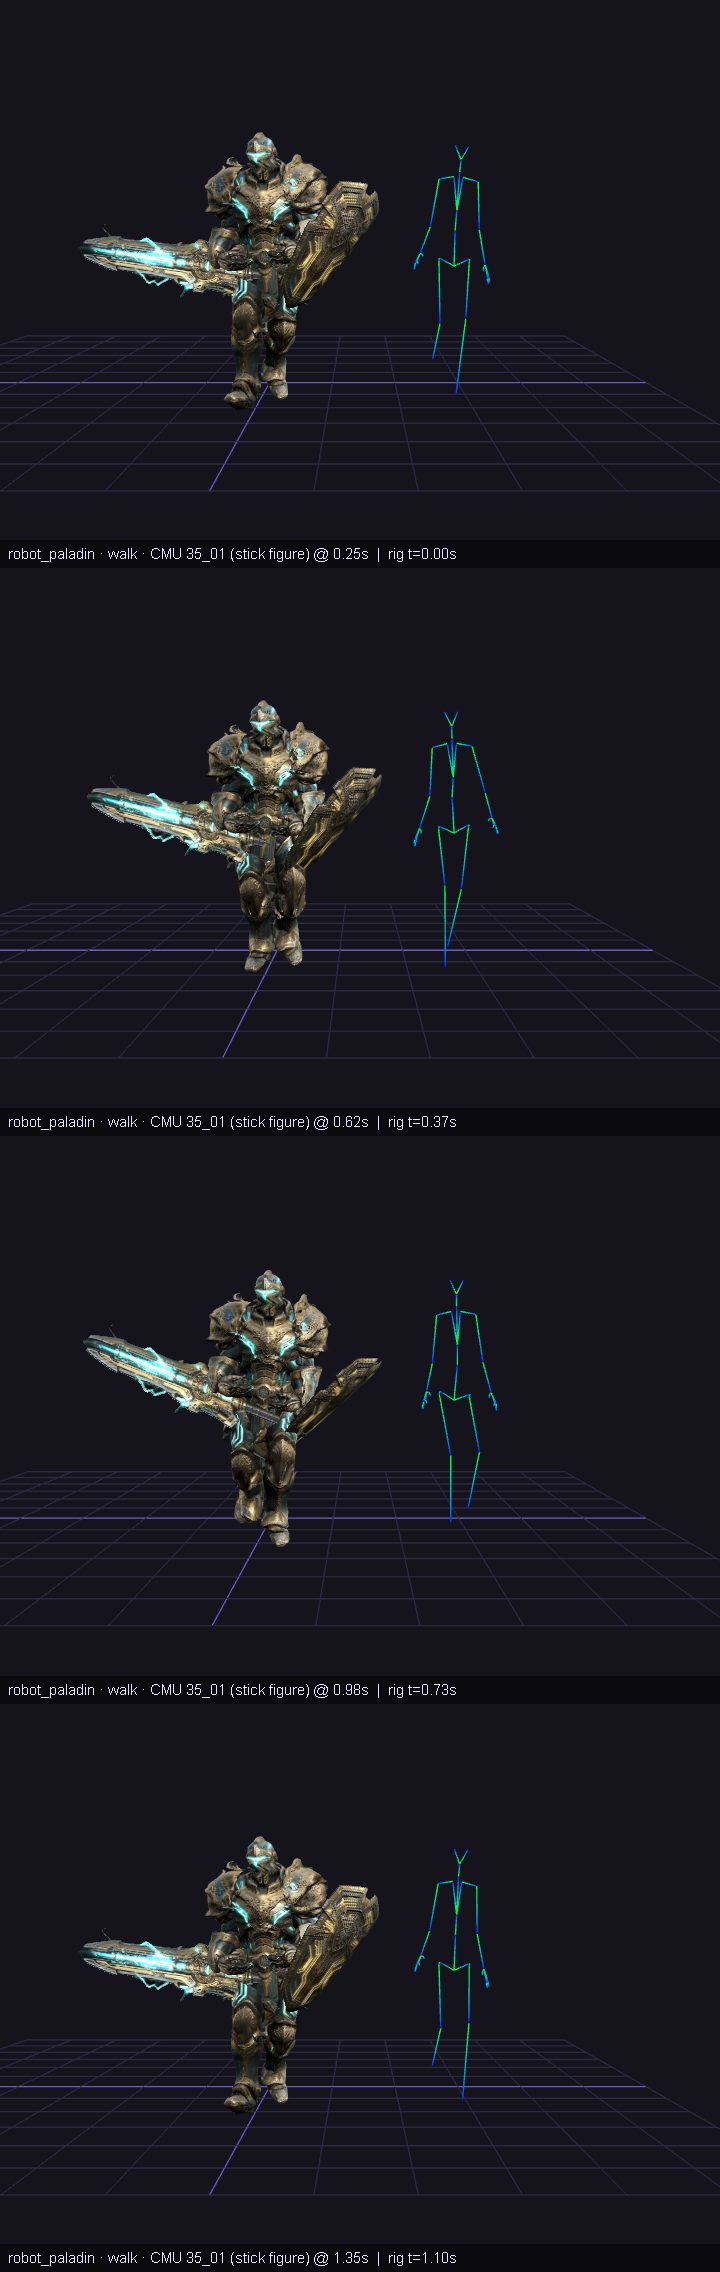 robot_paladin · walk · CMU 35_01 (stick figure) @ 0.25s | rig t=0.00s
robot_paladin · walk · CMU 35_01 (stick figure) @ 0.62s | rig t=0.37s
robot_paladin · walk · CMU 35_01 (stick figure) @ 0.98s | rig t=0.73s
robot_paladin · walk · CMU 35_01 (stick figure) @ 1.35s | rig t=1.10s